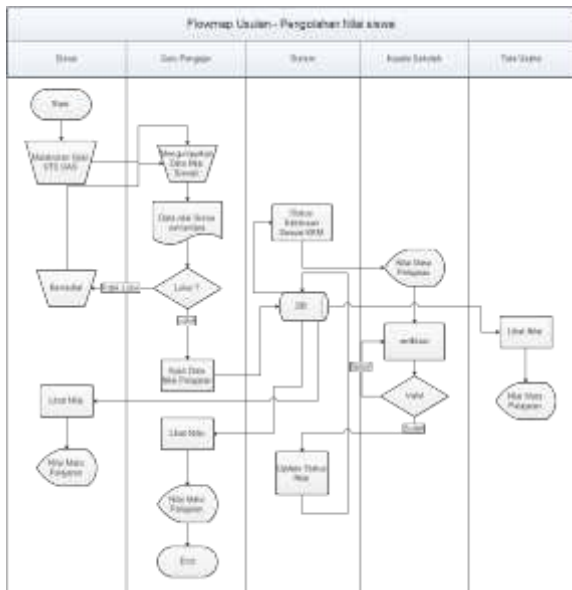 Flowmap Usulan - Pengolahan Nilai siswa
Siswa
Guru Pengajar
Sistem
Kepala Sekolah
Tata Usaha
Start
UTS UAS
Mengumpulkan
Data Nilai
Siswa
Data nilai Siswa
Status
Kelulusan
Sesuai KKM
Nilai Mata
Pelajaran
Remedial
Tidak Lulus
Lulus ?
DB
verifikasi
Lihat Nilai
Input Data
Nilai Pelajaran
Valid
Nilai Mata
Pelajaran
Lihat Nilai
Lihat Nilai
Nilai Mata
Pelajaran
Update Status
Nilai
Nilai Mata
Pelajaran
End